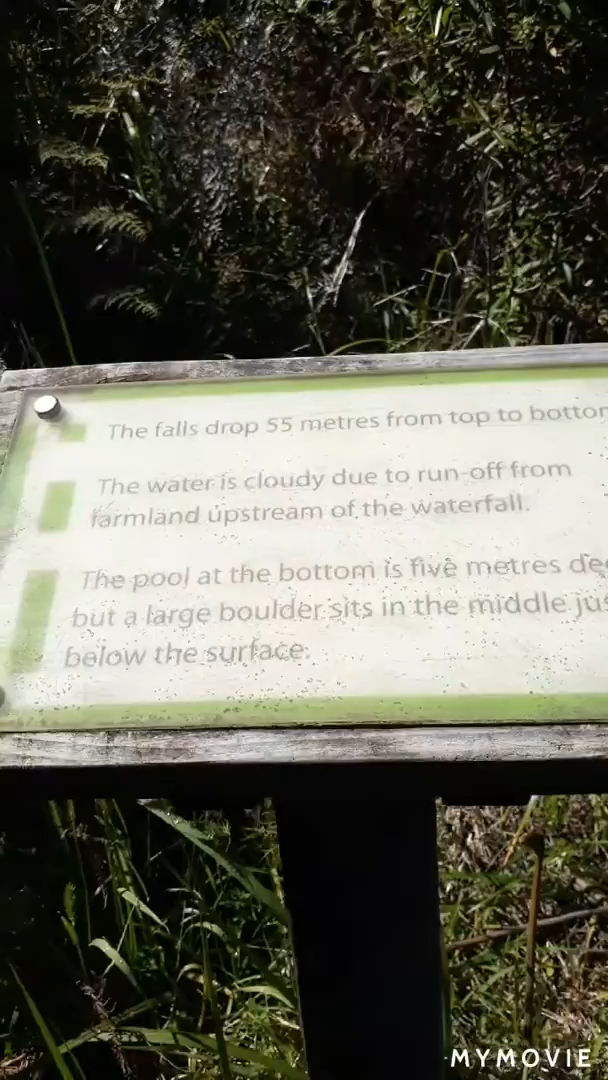 The falls drop 55 metres from top to bottom
The water is cloudy due to run-off from
farmland upstream of the waterfall.
The pool at the bottom is five metres de
but a large boulder sits in the middle jus
below the surface.
MYMOVIE